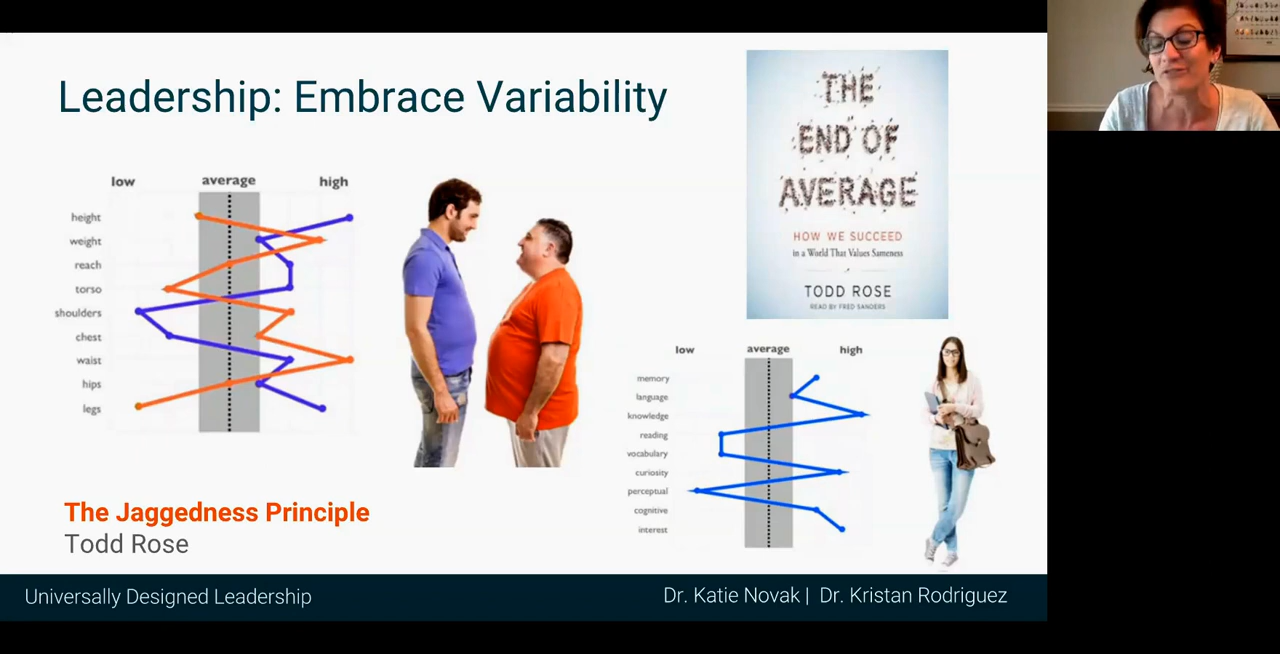 Leadership: Embrace Variability
low average high
height
weight
reach
torso
shoulders
chest
waist
hips
legs
THE
END OF
AVERAGE
HOW WE SUCCEED
in a World That Values Sameness
TODD ROSE
READ BY FRED SANDERS
low average high
memory
language
knowledge
reading
vocabulary
curiosity
perceptual
cognitive
interest
The Jaggedness Principle
Todd Rose
Universally Designed Leadership
Dr. Katie Novak | Dr. Kristan Rodriguez